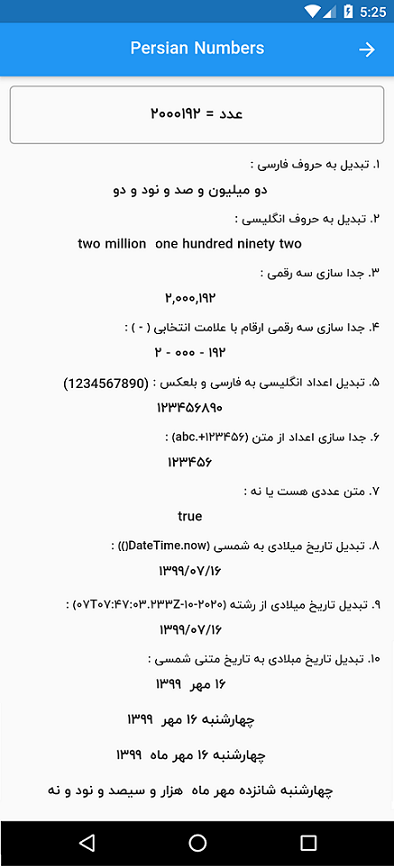 5:25
Persian Numbers
عدد = ۲۰۰۰۱۹۲
۱. تبدیل به حروف فارسی :
دو میلیون و صد و نود و دو
۲. تبدیل به حروف انگلیسی :
two million  one hundred ninety two
۳. جدا سازی سه رقمی :
۲,۰۰۰,۱۹۲
۴. جدا سازی سه رقمی ارقام با علامت انتخابی ( - ) :
۲ - ۰۰۰ - ۱۹۲
۵. تبدیل اعداد انگلیسی به فارسی و بلعکس : (1234567890)
۱۲۳۴۵۶۸۹۰
۶. جدا سازی اعداد از متن (abc.+۱۲۳۴۵۶) :
۱۲۳۴۵۶
۷. متن عددی هست یا نه :
true
۸. تبدیل تاریخ میلادی به شمسی (DateTime.now()) :
۱۳۹۹/۰۷/۱۶
۹. تبدیل تاریخ میلادی از رشته (۲۰۲۰-۱۰-۰۷T۰۷:۴۷:۰۳.۲۳۳Z) :
۱۳۹۹/۰۷/۱۶
۱۰. تبدیل تاریخ مبلادی به تاریخ متنی شمسی :
۱۶ مهر  ۱۳۹۹
چهارشنبه ۱۶ مهر  ۱۳۹۹
چهارشنبه ۱۶ مهر ماه  ۱۳۹۹
چهارشنبه شانزده مهر ماه  هزار و سیصد و نود و نه